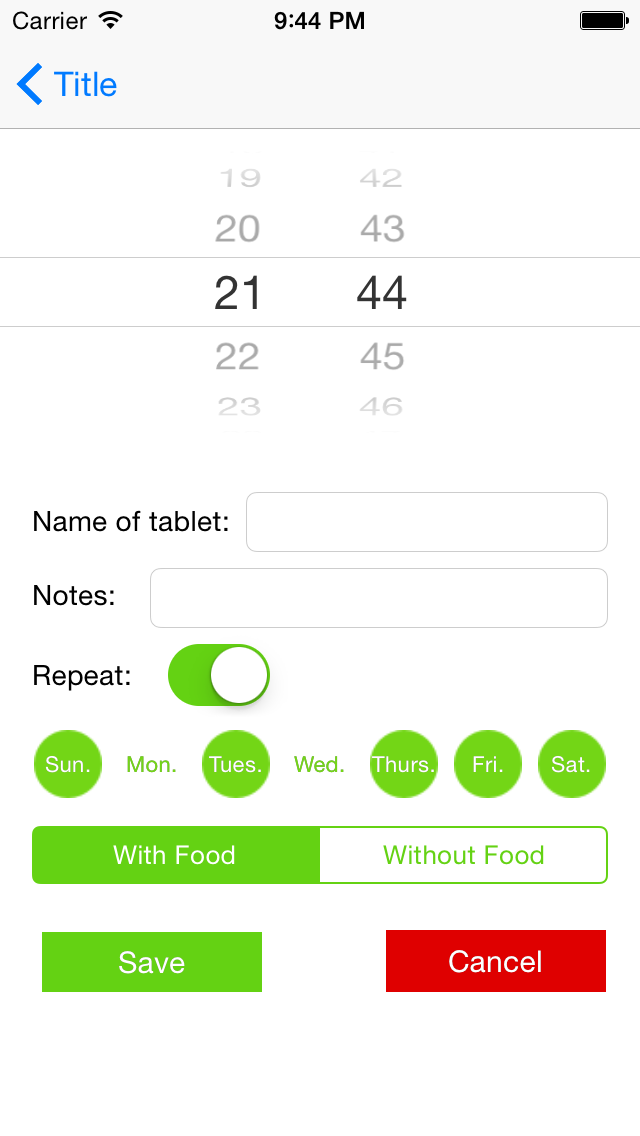 Carrier 9:44 PM
Title
19 42
20 43
21 44
22 45
23 46
Name of tablet:
Notes:
Repeat:
Sun. Mon. Tues. Wed. Thurs. Fri. Sat.
With Food Without Food
Save Cancel